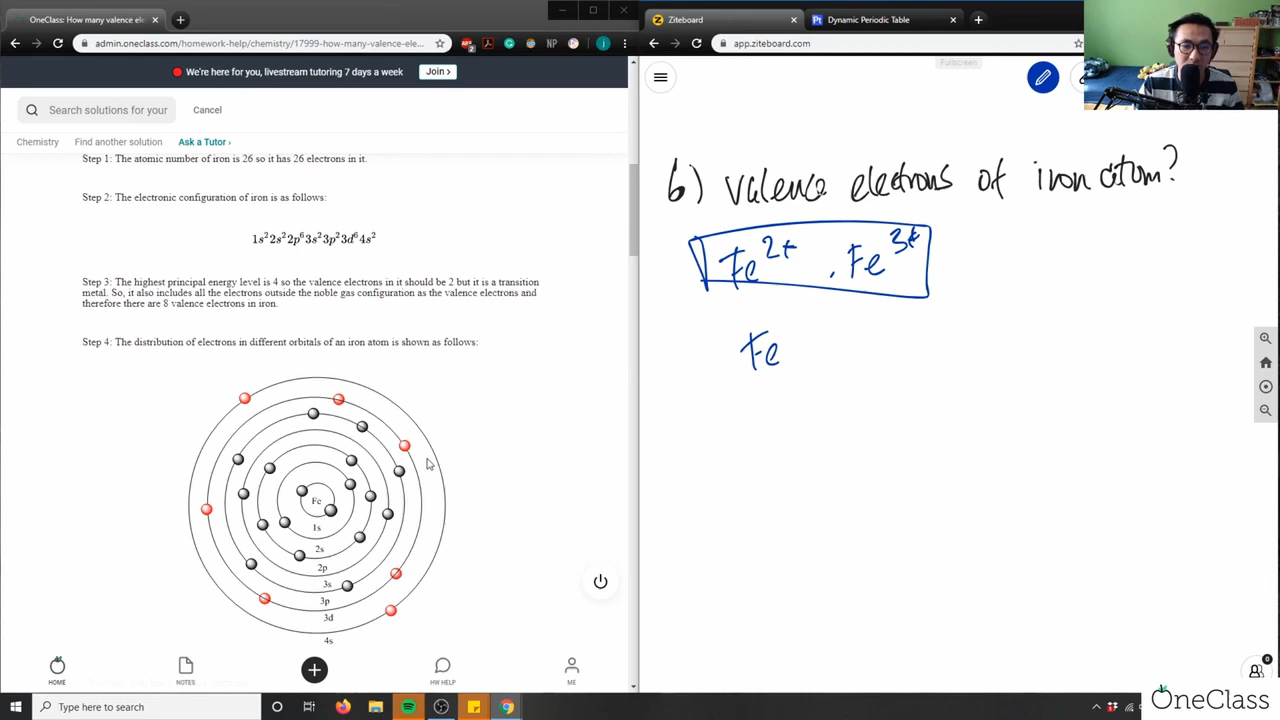 OneClass: How many valence ele
Ziteboard
Dynamic Periodic Table
admin.oneclass.com/homework-help/chemistry/17999-how-many-valence-ele...
NP
j
app.ziteboard.com
Fullscreen
We're here for you, livestream tutoring 7 days a week
Join ›
Search solutions for your
Cancel
Chemistry Find another solution Ask a Tutor ›
Step 1: The atomic number of iron is 26 so it has 26 electrons in it.
Step 2: The electronic configuration of iron is as follows:
1s²2s²2p⁶3s²3p²3d⁶4s²
Step 3: The highest principal energy level is 4 so the valence electrons in it should be 2 but it is a transition
metal. So, it also includes all the electrons outside the noble gas configuration as the valence electrons and
therefore there are 8 valence electrons in iron.
Step 4: The distribution of electrons in different orbitals of an iron atom is shown as follows:
Fe
1s
2s
2p
3s
3p
3d
4s
HOME
NOTES
HW HELP
ME
6) valence electrons of iron atom?
Fe²⁺ , Fe³⁺
Fe
0
Type here to search
OneClass